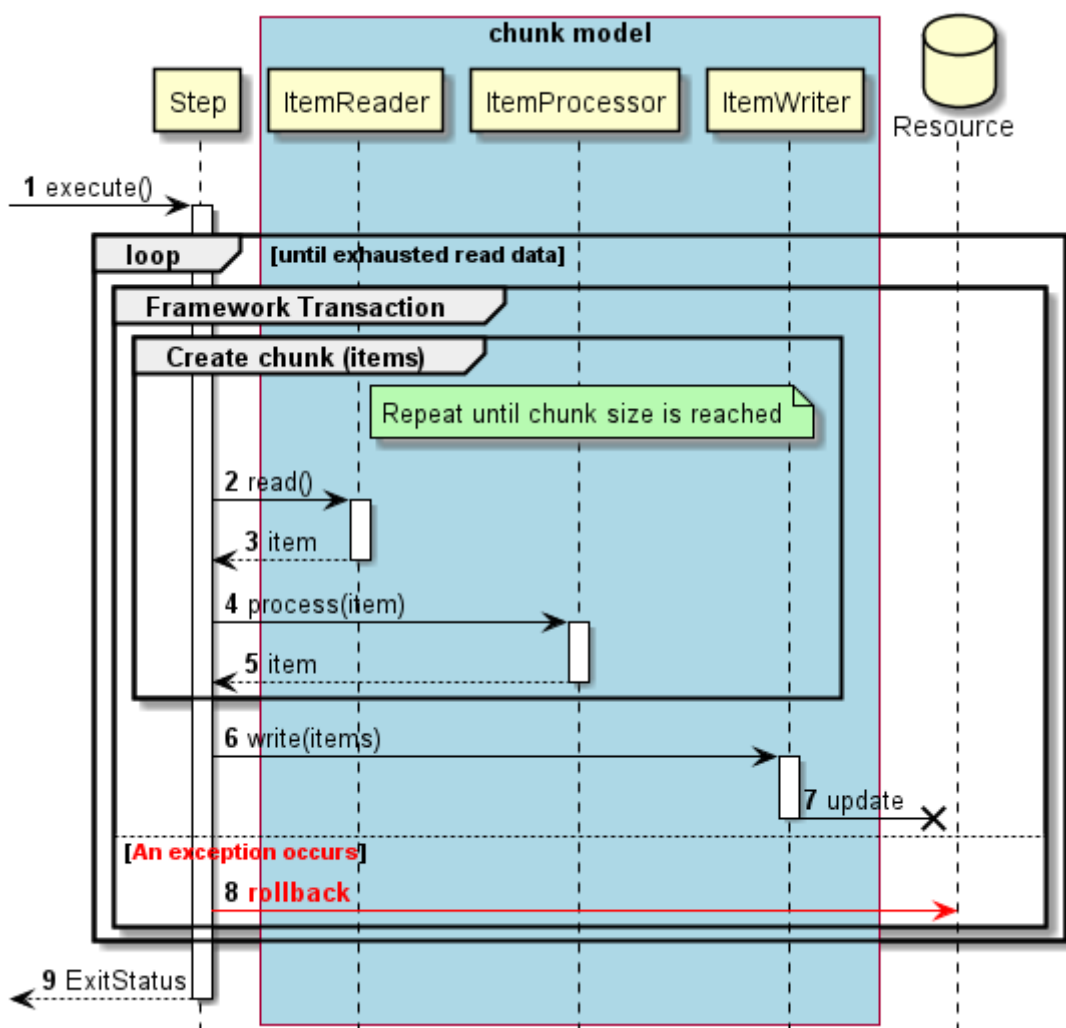 chunk model
Step
ItemReader
ItemProcessor
ItemWriter
Resource
1 execute()
loop
[until exhausted read data]
Framework Transaction
Create chunk (items)
Repeat until chunk size is reached
2 read()
3 item
4 process(item)
5 item
6 write(items)
7 update
[An exception occurs]
8 rollback
9 ExitStatus